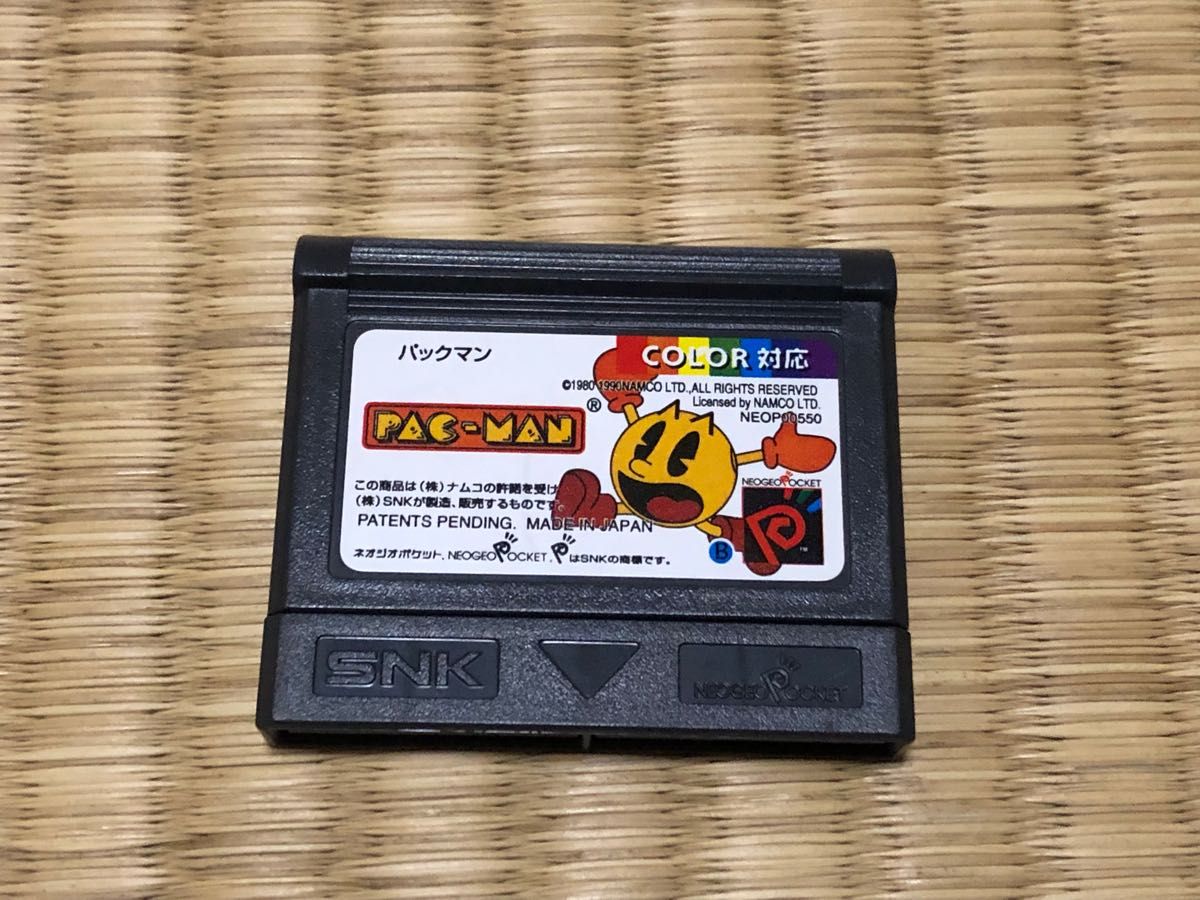 パックマン
COLOR 対応
©1980 1990NAMCO LTD.,ALL RIGHTS RESERVED
Licensed by NAMCO LTD.
NEOP00550
PAC-MAN ®
この商品は(株)ナムコの許諾を受け
(株)SNKが製造、販売するものです
PATENTS PENDING. MADE IN JAPAN
NEOGEO POCKET
P ™
B
ネオジオポケット、NEOGEO POCKET、PはSNKの商標です。
SNK
NEOGEO POCKET